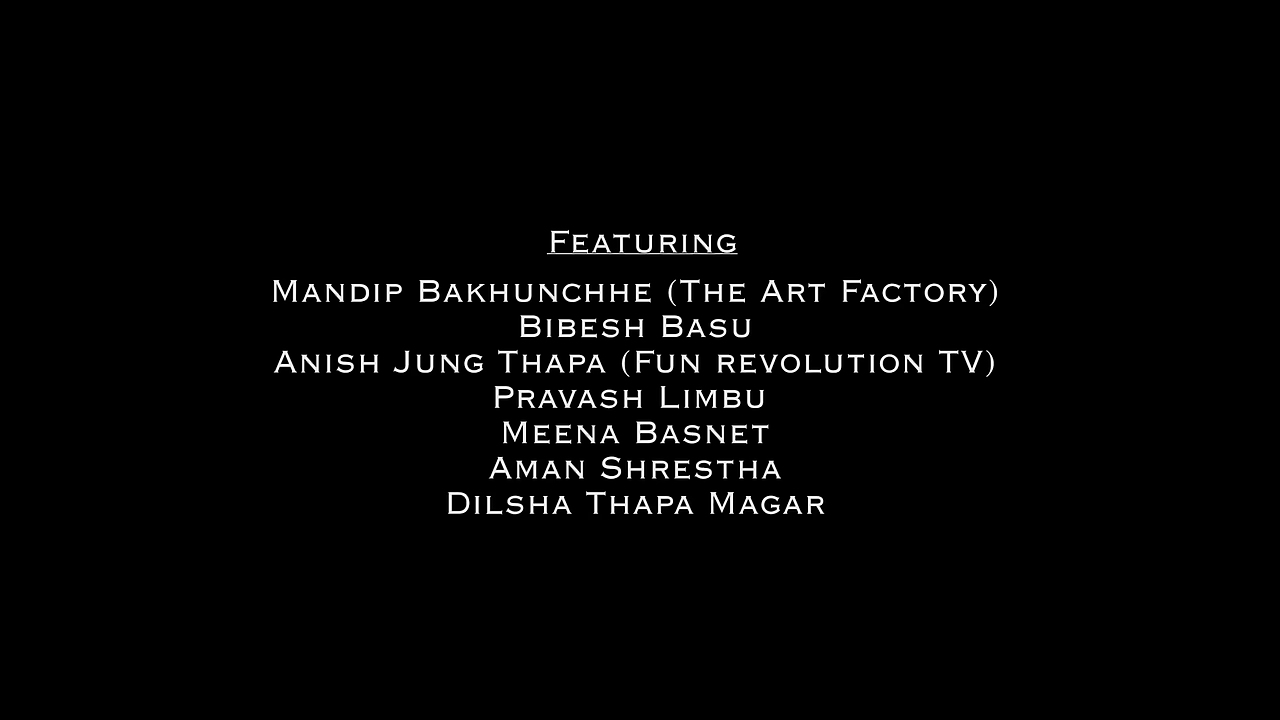 Featuring
Mandip Bakhunchhe (The Art Factory)
Bibesh Basu
Anish Jung Thapa (Fun revolution TV)
Pravash Limbu
Meena Basnet
Aman Shrestha
Dilsha Thapa Magar